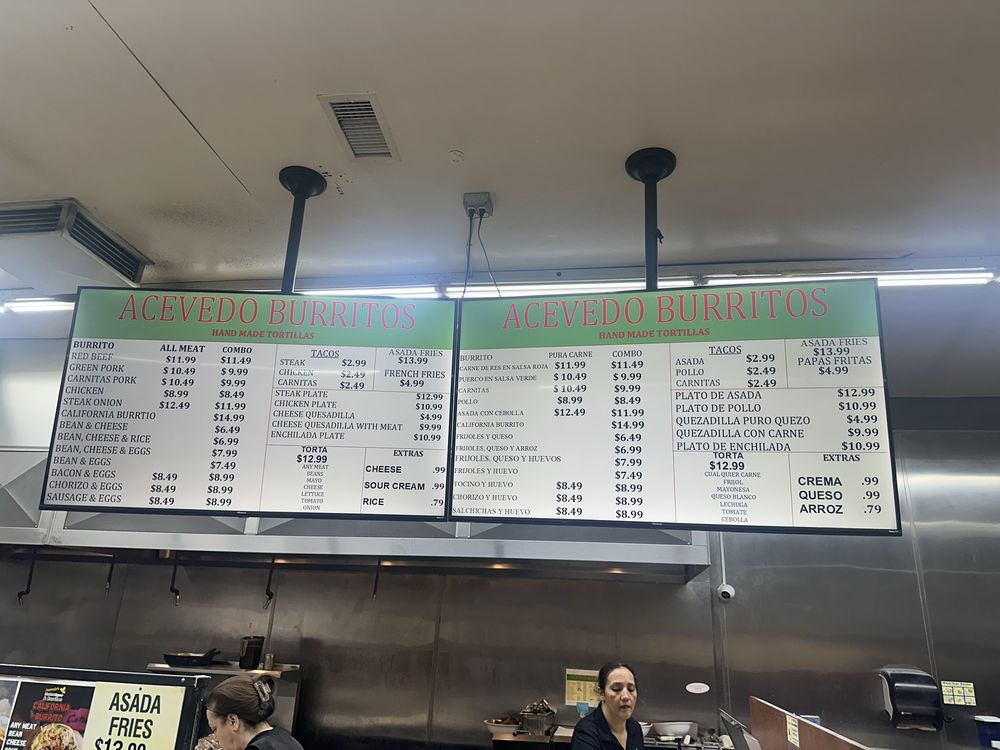 ACEVEDO BURRITOS
HAND MADE TORTILLAS
BURRITO ALL MEAT COMBO
RED BEEF $11.99 $11.49
GREEN PORK $ 10.49 $9.99
CARNITAS PORK $ 10.49 $9.99
CHICKEN $8.99 $8.49
STEAK ONION $12.49 $11.99
CALIFORNIA BURRTIO $14.99
BEAN & CHEESE $6.49
BEAN, CHEESE & RICE $6.99
BEAN, CHEESE & EGGS $7.99
BEAN & EGGS $7.49
BACON & EGGS $8.49 $8.99
CHORIZO & EGGS $8.49 $8.99
SAUSAGE & EGGS $8.49 $8.99
TACOS
STEAK $2.99
CHICKEN $2.49
CARNITAS $2.49
ASADA FRIES
$13.99
FRENCH FRIES
$4.99
STEAK PLATE $12.99
CHICKEN PLATE $10.99
CHEESE QUESADILLA $4.99
CHEESE QUESADILLA WITH MEAT $9.99
ENCHILADA PLATE $10.99
TORTA
$12.99
ANY MEAT
BEANS
MAYO
CHEESE
LETTUCE
TOMATO
ONION
EXTRAS
CHEESE .99
SOUR CREAM .99
RICE .79
ACEVEDO BURRITOS
HAND MADE TORTILLAS
BURRITO PURA CARNE COMBO
CARNE DE RES EN SALSA ROJA $11.99 $11.49
PUERCO EN SALSA VERDE $ 10.49 $9.99
CARNITAS $ 10.49 $9.99
POLLO $8.99 $8.49
ASADA CON CEBOLLA $12.49 $11.99
CALIFORNIA BURRITO $14.99
FRIJOLES Y QUESO $6.49
FRIJOLES, QUESO Y ARROZ $6.99
FRIJOLES, QUESO Y HUEVOS $7.99
FRIJOLES Y HUEVO $7.49
TOCINO Y HUEVO $8.49 $8.99
CHORIZO Y HUEVO $8.49 $8.99
SALCHICHAS Y HUEVO $8.49 $8.99
TACOS
ASADA $2.99
POLLO $2.49
CARNITAS $2.49
ASADA FRIES
$13.99
PAPAS FRITAS
$4.99
PLATO DE ASADA $12.99
PLATO DE POLLO $10.99
QUEZADILLA PURO QUEZO $4.99
QUEZADILLA CON CARNE $9.99
PLATO DE ENCHILADA $10.99
TORTA
$12.99
CUAL QUIER CARNE
FRIJOL
MAYONESA
QUESO BLANCO
LECHUGA
TOMATE
CEBOLLA
EXTRAS
CREMA .99
QUESO .99
ARROZ .79
CALIFORNIA
BURRITO
ANY MEAT
BEAN
CHEESE
ASADA
FRIES